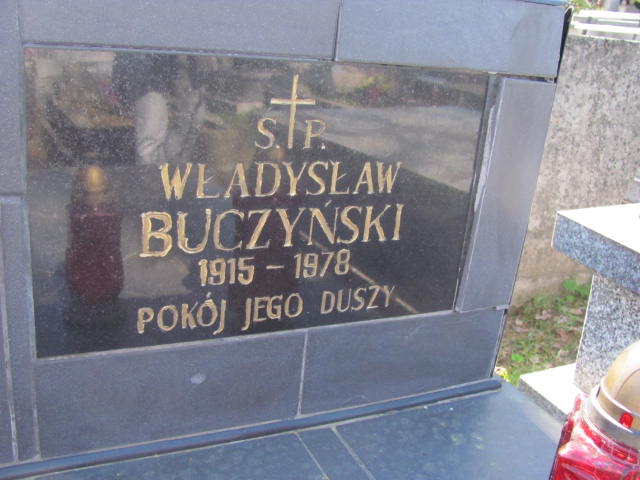 S. P.
WŁADYSŁAW
BUCZYŃSKI
1915 - 1978
POKÓJ JEGO DUSZY